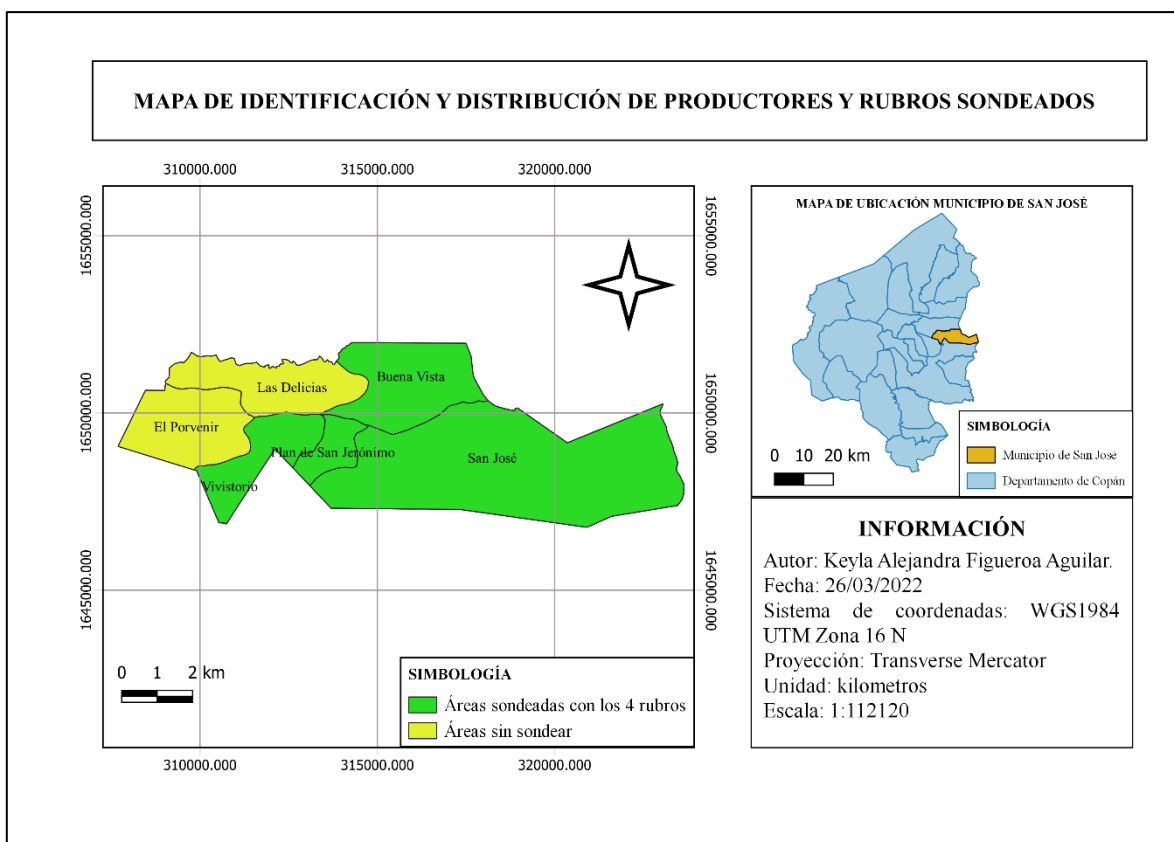 MAPA DE IDENTIFICACIÓN Y DISTRIBUCIÓN DE PRODUCTORES Y RUBROS SONDEADOS
310000.000 315000.000 320000.000
1655000.000
1650000.000
1645000.000
Las Delicias
Buena Vista
El Porvenir
Plan de San Jerónimo
San José
Vivistorio
0 1 2 km
SIMBOLOGÍA
Áreas sondeadas con los 4 rubros
Áreas sin sondear
1655000.000
1650000.000
1645000.000
310000.000 315000.000 320000.000
MAPA DE UBICACIÓN MUNICIPIO DE SAN JOSÉ
0 10 20 km
SIMBOLOGÍA
Municipio de San José
Departamento de Copán
INFORMACIÓN
Autor: Keyla Alejandra Figueroa Aguilar.
Fecha: 26/03/2022
Sistema de coordenadas: WGS1984
UTM Zona 16 N
Proyección: Transverse Mercator
Unidad: kilometros
Escala: 1:112120